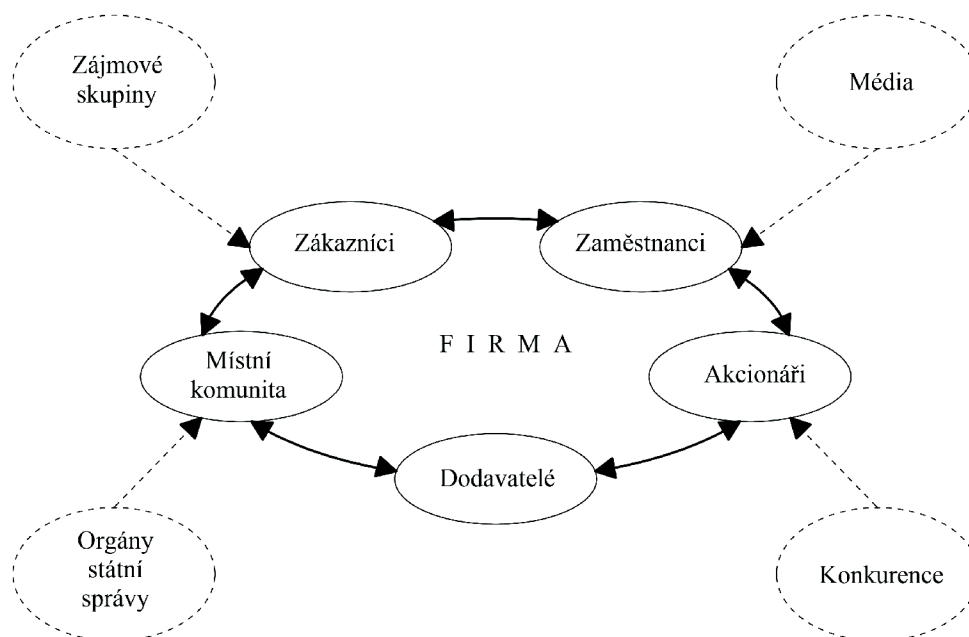 Zájmové
skupiny
Média
Zákazníci
Zaměstnanci
F I R M A
Místní
komunita
Akcionáři
Dodavatelé
Orgány
státní
správy
Konkurence